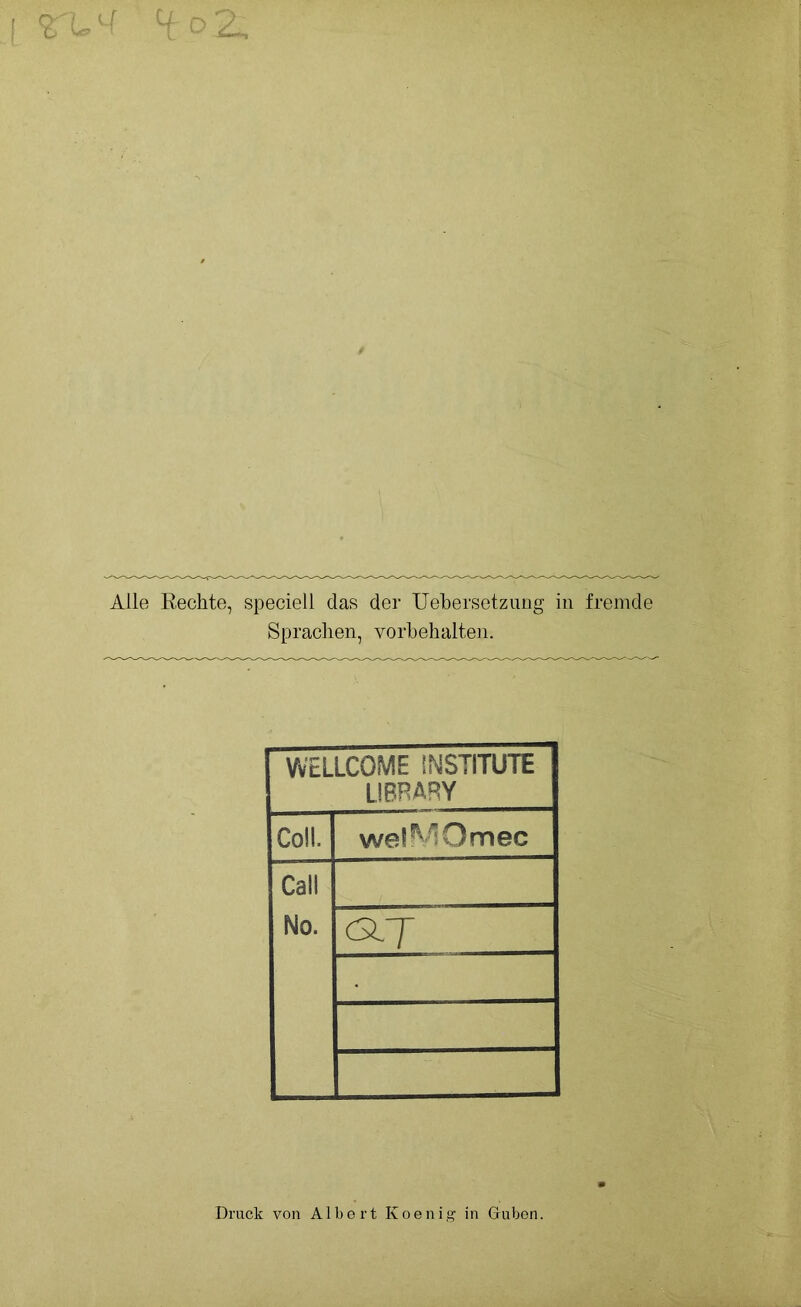 Alle Rechte, speciell das der Uebersetzung in fremde
Sprachen, vorbehalten.
WELLCOME INSTITUTE
LIBRARY
Coll. welMOmec
Call
No. QT
Druck von Albert Koenig in Guben.